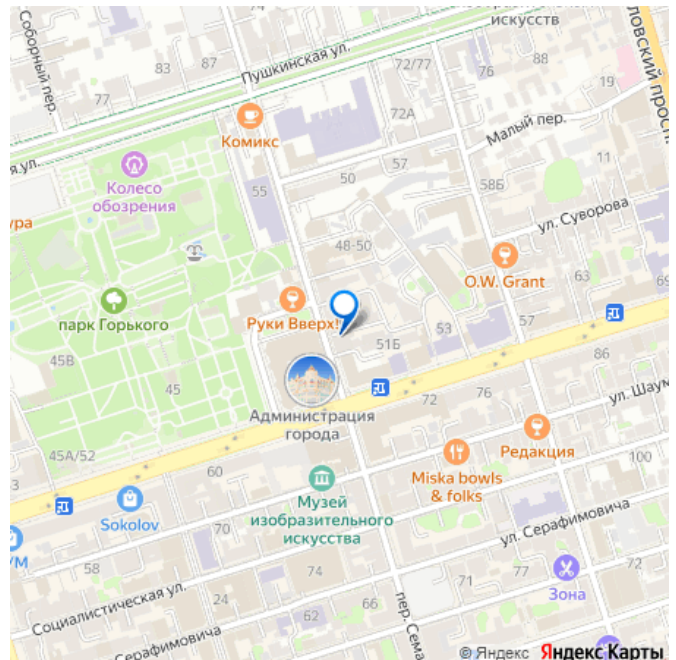 искусств
Соборный пер.
83
87
77
Пушкинская ул.
72/77
76
88
19
72А
Малый пер.
Комикс
ул.
57
11
50
58Б
Колесо
обозрения
55
ул. Суворова
48-50
O.W. Grant
63
69
парк Горького
Руки Вверх!
53
57
51Б
45В
45
86
72
76
ул. Шаум
Администрация
города
45А/52
60
Редакция
100
Miska bowls
& folks
Музей
изобразительного
искусства
Sokolov
70
ул. Серафимовича
58
74
71
77
72
24
Зона
Социалистическая ул.
62
66
Серафимовича
пер. Сема
© Яндекс Яндекс Карты